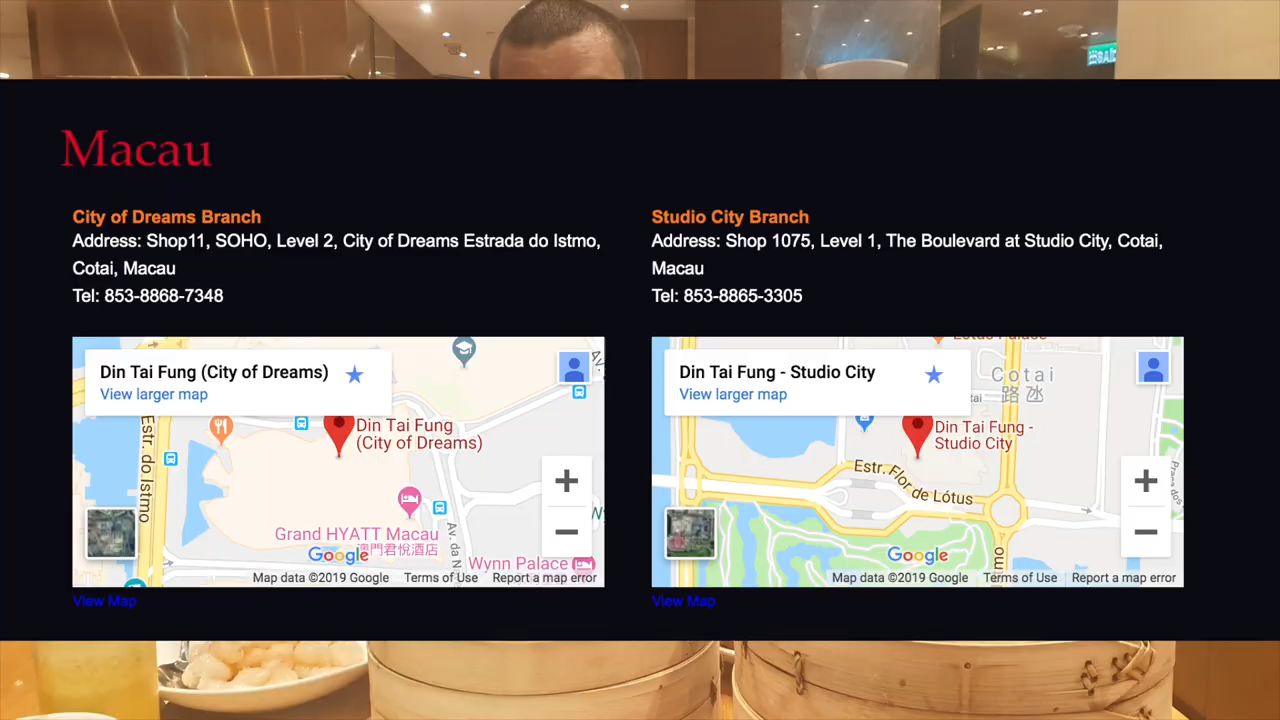 Macau
City of Dreams Branch
Address: Shop11, SOHO, Level 2, City of Dreams Estrada do Istmo,
Cotai, Macau
Tel: 853-8868-7348
Din Tai Fung (City of Dreams)
View larger map
Din Tai Fung
(City of Dreams)
Estr. do Istmo
Grand HYATT Macau
澳門君悅酒店
Av. da N
Wynn Palace
Google
Map data ©2019 Google
Terms of Use
Report a map error
View Map
Studio City Branch
Address: Shop 1075, Level 1, The Boulevard at Studio City, Cotai,
Macau
Tel: 853-8865-3305
Din Tai Fung - Studio City
View larger map
Cotai
路氹
Din Tai Fung -
Studio City
Estr. Flor de Lótus
Google
Map data ©2019 Google
Terms of Use
Report a map error
View Map